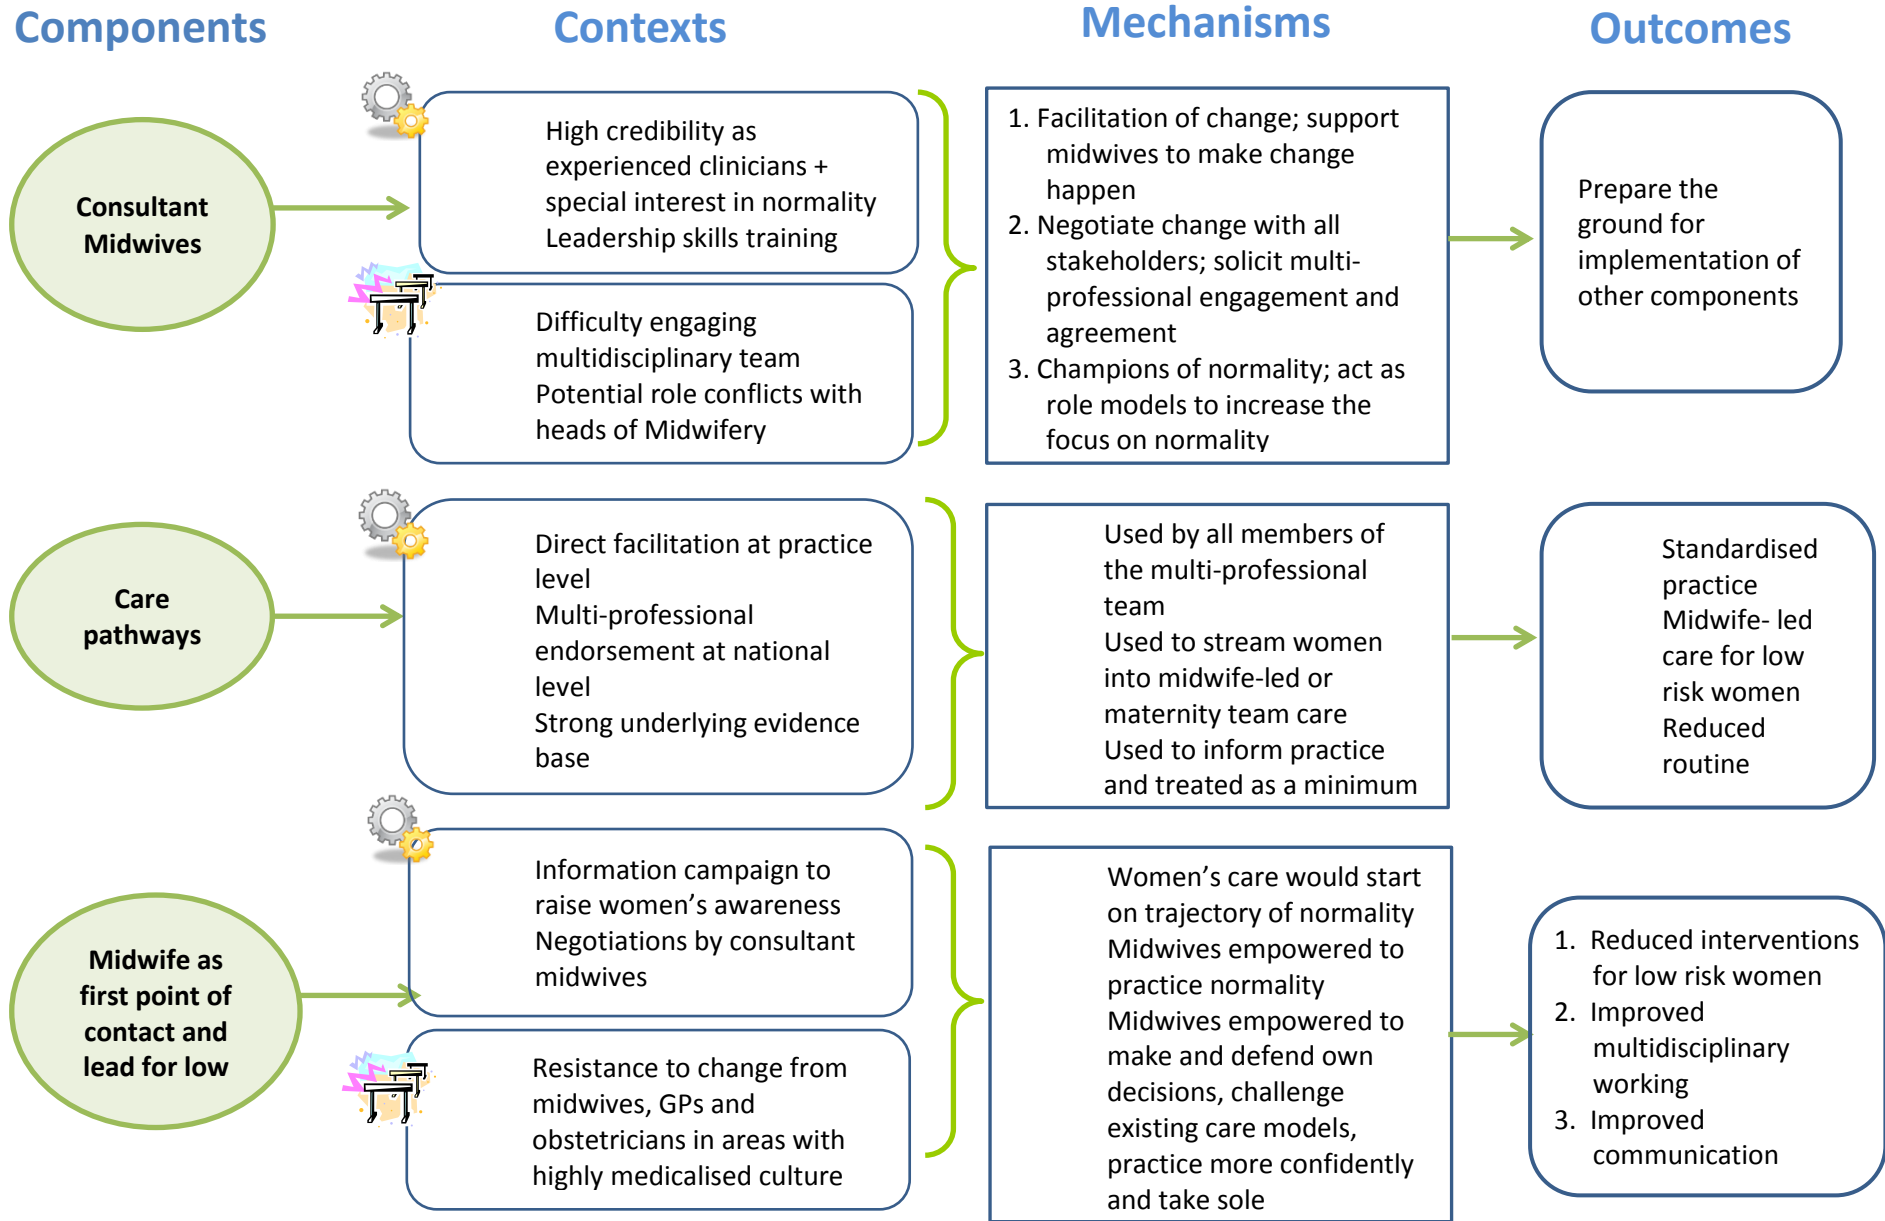 Components
Contexts
Mechanisms
Outcomes
Consultant
Midwives
High credibility as
experienced clinicians +
special interest in normality
Leadership skills training
Difficulty engaging
multidisciplinary team
Potential role conflicts with
heads of Midwifery
1. Facilitation of change; support
midwives to make change
happen
2. Negotiate change with all
stakeholders; solicit multi-
professional engagement and
agreement
3. Champions of normality; act as
role models to increase the
focus on normality
Prepare the
ground for
implementation of
other components
Care
pathways
Direct facilitation at practice
level
Multi-professional
endorsement at national
level
Strong underlying evidence
base
Used by all members of
the multi-professional
team
Used to stream women
into midwife-led or
maternity team care
Used to inform practice
and treated as a minimum
Standardised
practice
Midwife- led
care for low
risk women
Reduced
routine
Midwife as
first point of
contact and
lead for low
Information campaign to
raise women’s awareness
Negotiations by consultant
midwives
Resistance to change from
midwives, GPs and
obstetricians in areas with
highly medicalised culture
Women’s care would start
on trajectory of normality
Midwives empowered to
practice normality
Midwives empowered to
make and defend own
decisions, challenge
existing care models,
practice more confidently
and take sole
1. Reduced interventions
for low risk women
2. Improved
multidisciplinary
working
3. Improved
communication